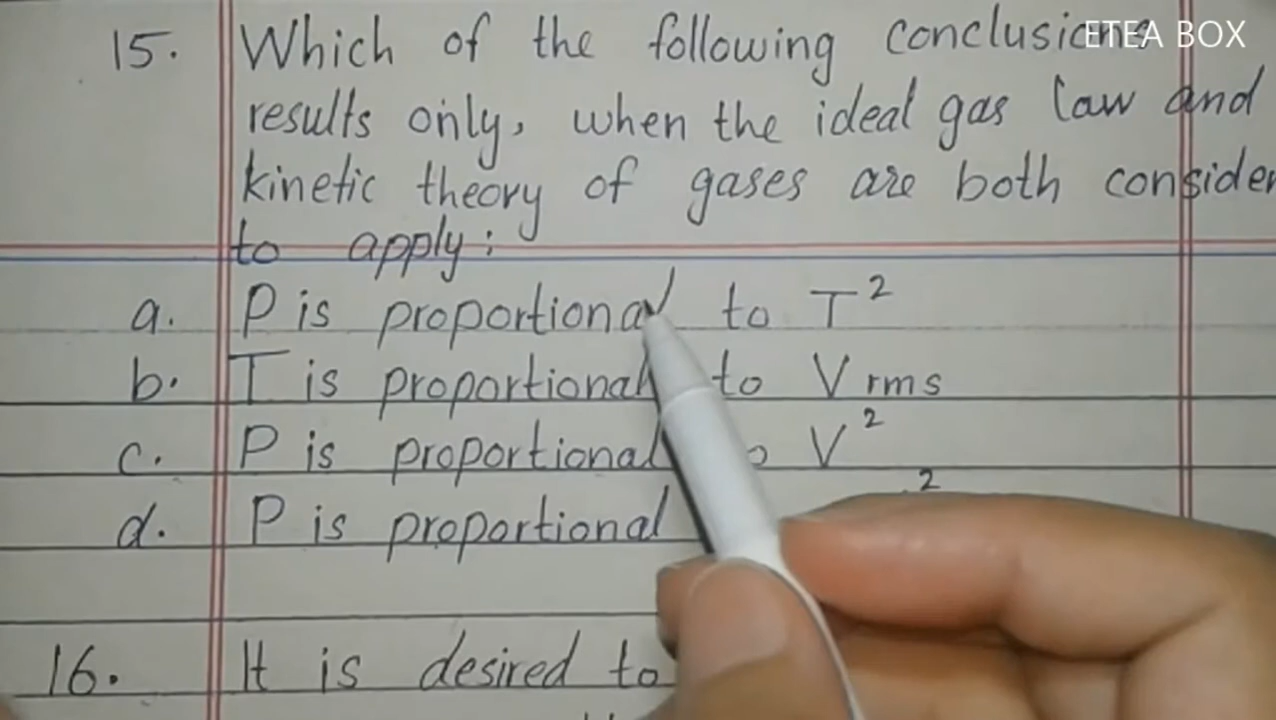 ETEA BOX
15. Which of the following
results only, when the ideal gas law and
kinetic theory of gases are both
to apply:
a. P is proportional to T²
b. T is proportional to V rms
c. P is proportional V²
d. P is proportional ²
16. It is desired to